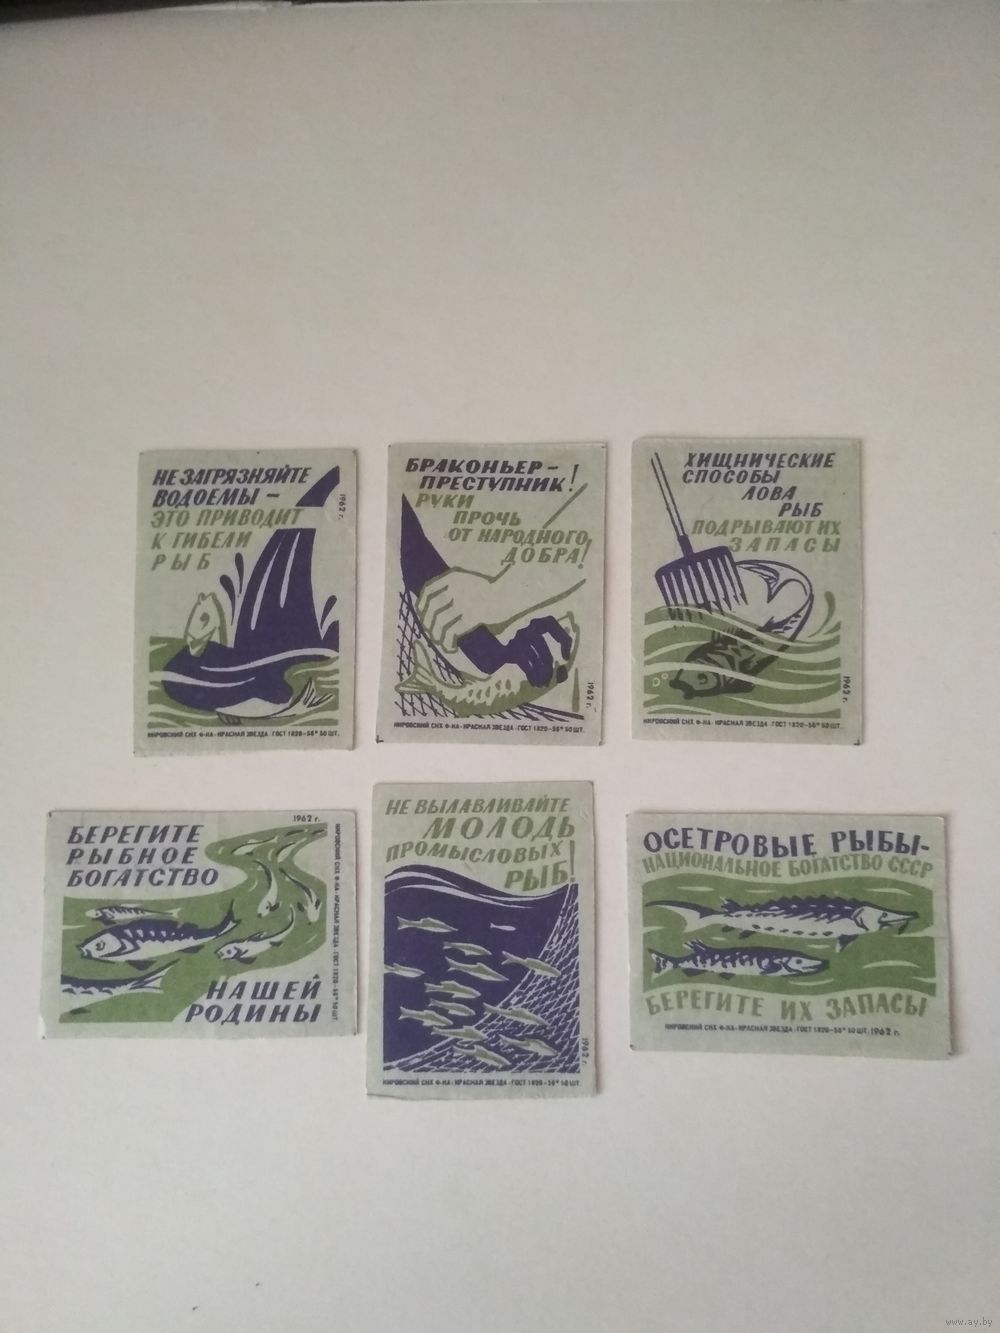 НЕ ЗАГРЯЗНЯЙТЕ
ВОДОЕМЫ –
ЭТО ПРИВОДИТ
К ГИБЕЛИ
РЫБ
1962 г.
КИРОВСКИЙ СНХ Ф-КА «КРАСНАЯ ЗВЕЗДА» ГОСТ 1820-56* 50 ШТ.
БРАКОНЬЕР –
ПРЕСТУПНИК!
РУКИ
ПРОЧЬ
ОТ НАРОДНОГО
ДОБРА!
1962 г.
КИРОВСКИЙ СНХ Ф-КА «КРАСНАЯ ЗВЕЗДА» ГОСТ 1820-56* 50 ШТ.
ХИЩНИЧЕСКИЕ
СПОСОБЫ
ЛОВА
РЫБ
ПОДРЫВАЮТ ИХ
ЗАПАСЫ
1962 г.
КИРОВСКИЙ СНХ Ф-КА «КРАСНАЯ ЗВЕЗДА» ГОСТ 1820-56* 50 ШТ.
1962 г.
БЕРЕГИТЕ
РЫБНОЕ
БОГАТСТВО
НАШЕЙ
РОДИНЫ
КИРОВСКИЙ СНХ Ф-КА «КРАСНАЯ ЗВЕЗДА» ГОСТ 1820-56* 50 ШТ
НЕ ВЫЛАВЛИВАЙТЕ
МОЛОДЬ
ПРОМЫСЛОВЫХ
РЫБ!
1962 г.
КИРОВСКИЙ СНХ Ф-КА «КРАСНАЯ ЗВЕЗДА» ГОСТ 1820-56* 50 ШТ.
ОСЕТРОВЫЕ РЫБЫ-
НАЦИОНАЛЬНОЕ БОГАТСТВО СССР
БЕРЕГИТЕ ИХ ЗАПАСЫ
КИРОВСКИЙ СНХ Ф-КА «КРАСНАЯ ЗВЕЗДА» ГОСТ 1820-56* 50 ШТ. 1962 г.
www.ay.by